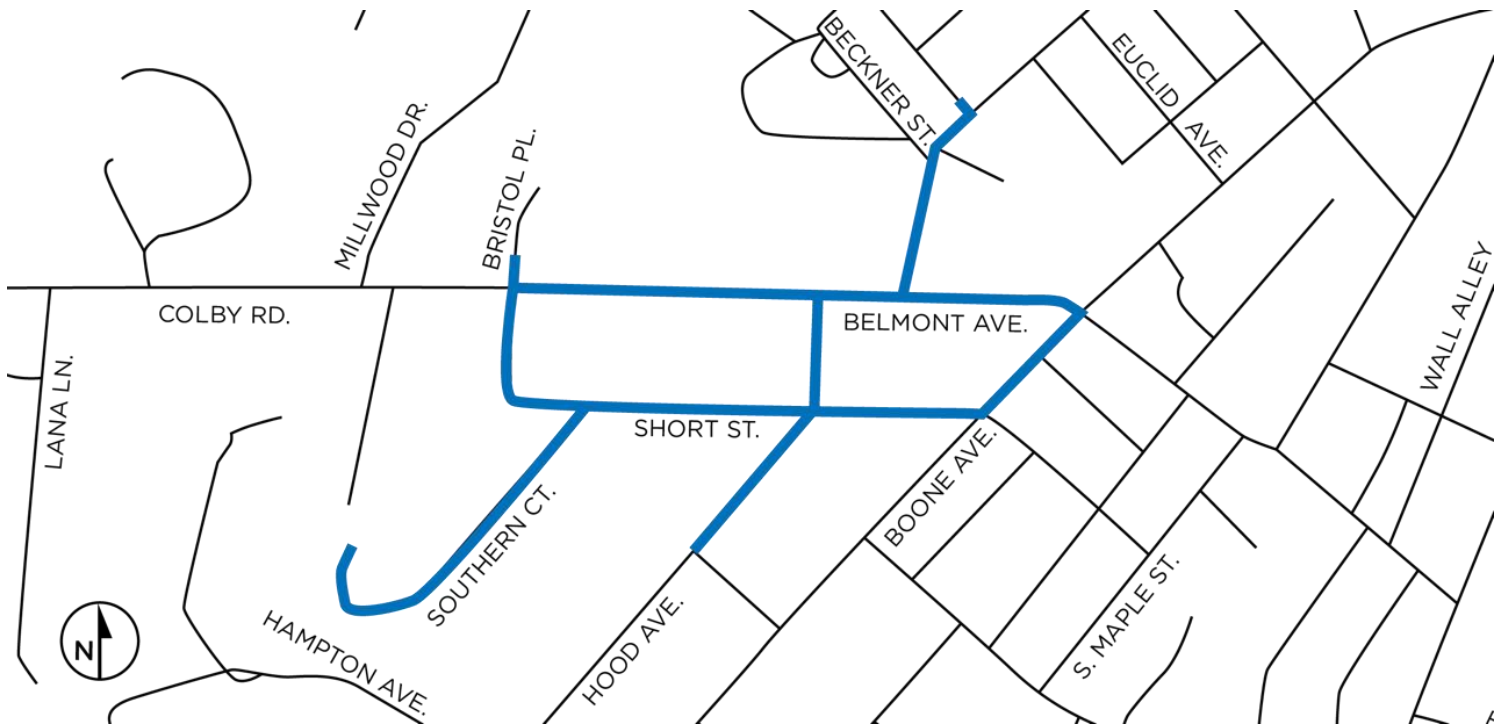 BECKNER ST.
EUCLID AVE.
MILLWOOD DR.
BRISTOL PL.
COLBY RD.
BELMONT AVE.
WALL ALLEY
LANA LN.
SHORT ST.
BOONE AVE.
SOUTHERN CT.
S. MAPLE ST.
HOOD AVE.
HAMPTON AVE.
N